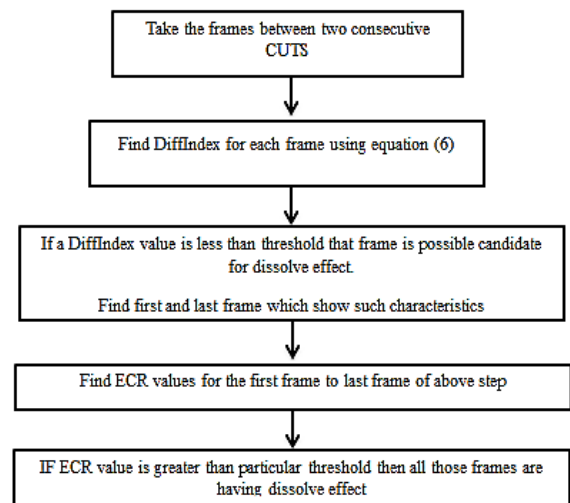 Take the frames between two consecutive
CUTS
Find DiffIndex for each frame using equation (6)
If a DiffIndex value is less than threshold that frame is possible candidate
for dissolve effect.
Find first and last frame which show such characteristics
Find ECR values for the first frame to last frame of above step
IF ECR value is greater than particular threshold then all those frames are
having dissolve effect